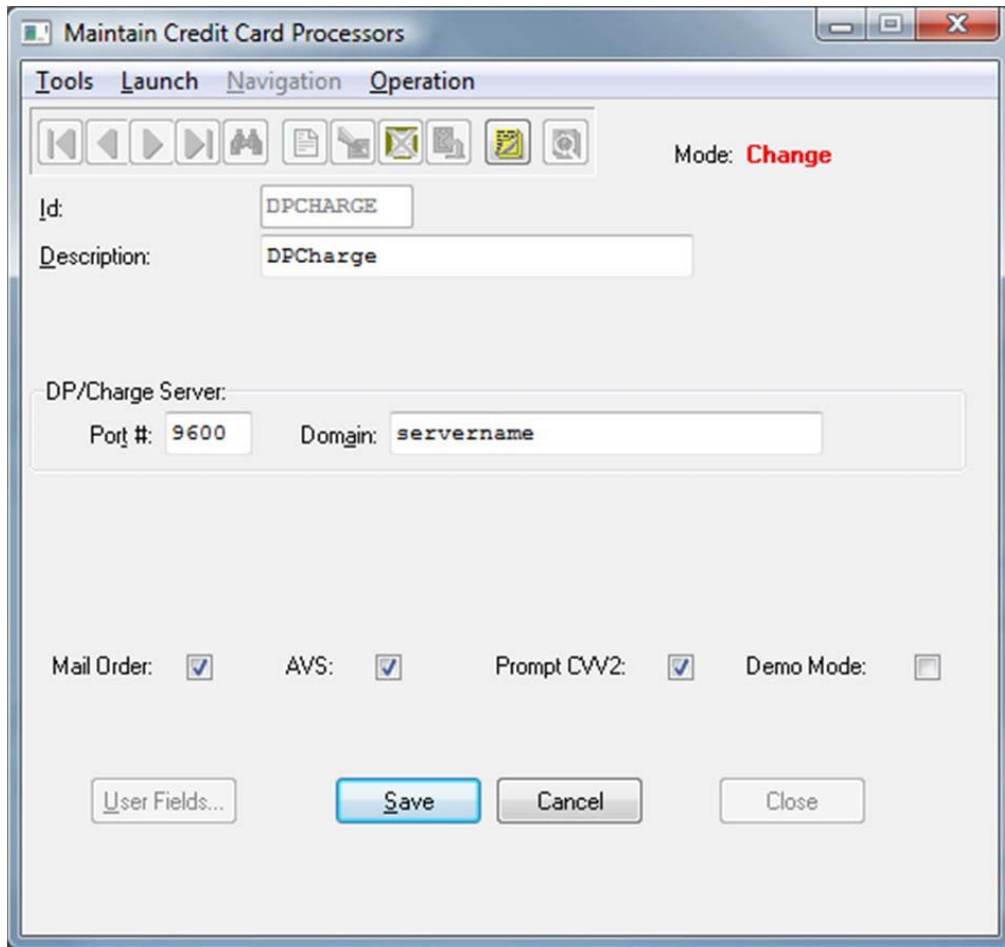 Maintain Credit Card Processors
Tools Launch Navigation Operation
Mode: Change
Id: DPCHARGE
Description: DPCharge
DP/Charge Server:
Port #: 9600 Domain: servername
Mail Order: AVS: Prompt CVV2: Demo Mode:
User Fields... Save Cancel Close